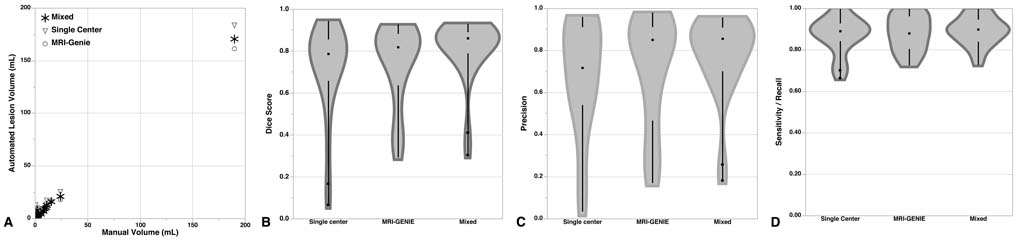 Mixed
Single Center
MRI-Genie
Automated Lesion Volume (mL)
200
150
100
50
0
0
50
100
150
200
Manual Volume (mL)
A
Dice Score
1.0
0.8
0.6
0.4
0.2
0.0
Single center
MRI-GENIE
Mixed
B
Precision
1.0
0.8
0.6
0.4
0.2
0.0
Single center
MRI-GENIE
Mixed
C
Sensitivity / Recall
1.00
0.80
0.60
0.40
0.20
0.00
Single Center
MRI-GENIE
Mixed
D